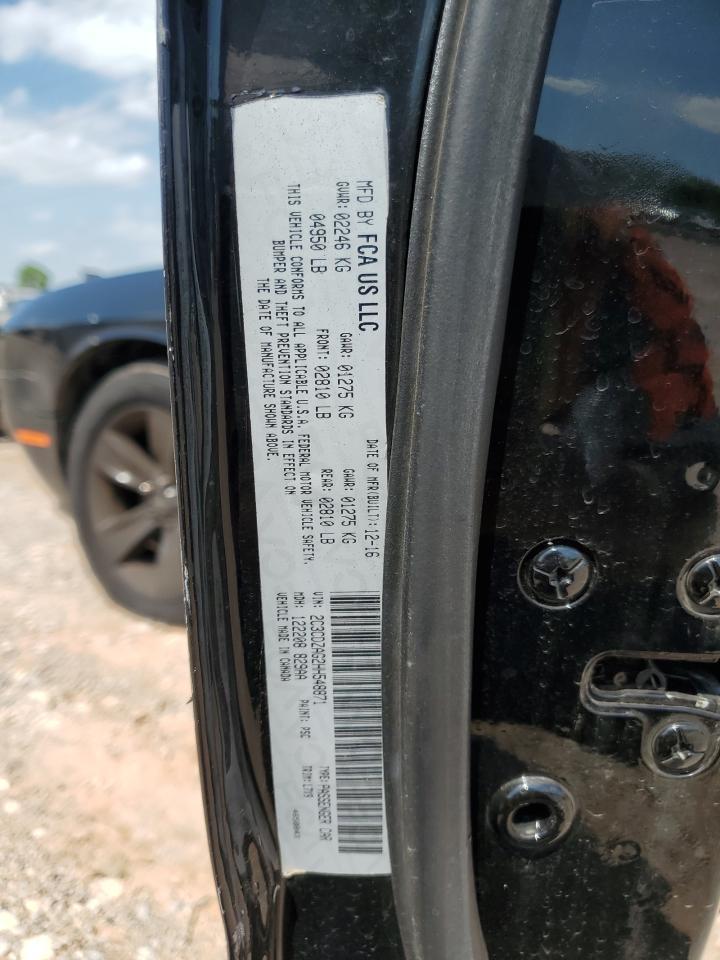 MFD BY FCA US LLC
DATE OF MFR(BUILT): 12-16
GVWR: 02246 KG
GAWR: 01275 KG
GAWR: 01275 KG
04950 LB
FRONT: 02810 LB
REAR: 02810 LB
THIS VEHICLE CONFORMS TO ALL APPLICABLE U.S.A. FEDERAL MOTOR VEHICLE SAFETY,
BUMPER AND THEFT PREVENTION STANDARDS IN EFFECT ON
THE DATE OF MANUFACTURE SHOWN ABOVE.
VIN: 2C3CDZAG2HH548871
TYPE: PASSENGER CAR
MDH: 122208 829AA
PAINT: PSC
VEHICLE MADE IN CANADA